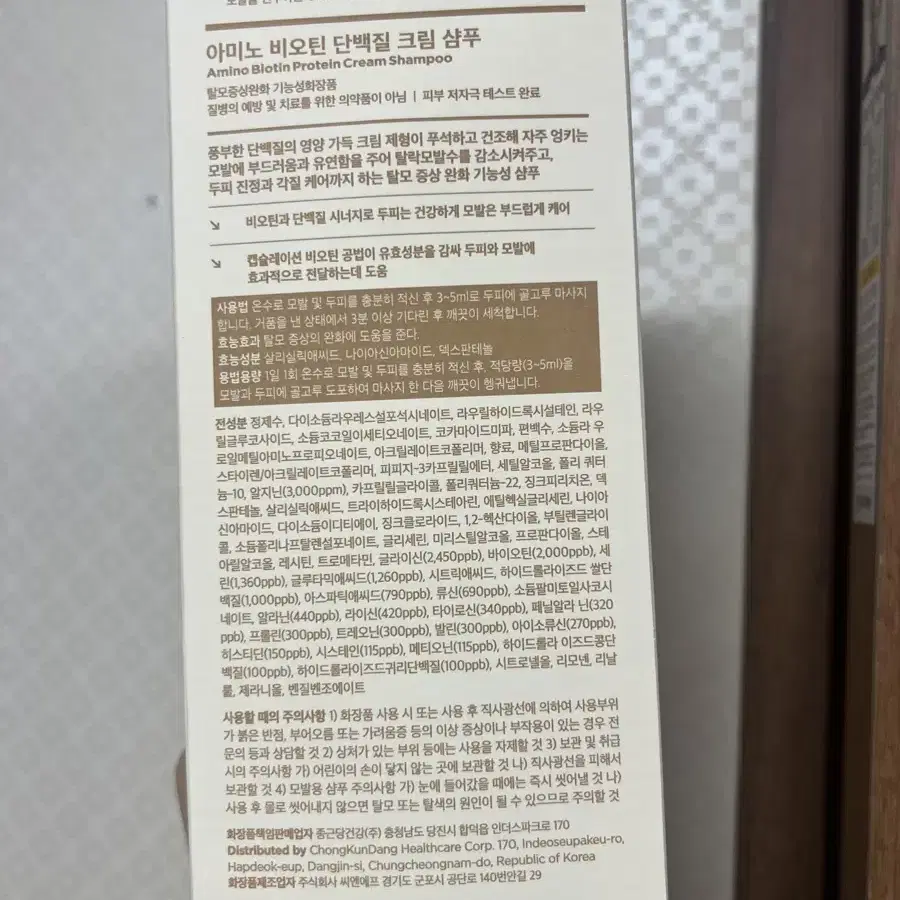 아미노 비오틴 단백질 크림 샴푸
Amino Biotin Protein Cream Shampoo
탈모증상완화 기능성화장품
질병의 예방 및 치료를 위한 의약품이 아님 | 피부 저자극 테스트 완료
풍부한 단백질의 영양 가득 크림 제형이 푸석하고 건조해 자주 엉키는
모발에 부드러움과 유연함을 주어 탈락모발수를 감소시켜주고,
두피 진정과 각질 케어까지 하는 탈모 증상 완화 기능성 샴푸
비오틴과 단백질 시너지로 두피는 건강하게 모발은 부드럽게 케어
캡슐레이션 비오틴 공법이 유효성분을 감싸 두피와 모발에
효과적으로 전달하는데 도움
사용법 온수로 모발 및 두피를 충분히 적신 후 3~5ml로 두피에 골고루 마사지
합니다. 거품을 낸 상태에서 3분 이상 기다린 후 깨끗이 세척합니다.
효능효과 탈모 증상의 완화에 도움을 준다.
효능성분 살리실릭애씨드, 나이아신아마이드, 덱스판테놀
용법용량 1일 1회 온수로 모발 및 두피를 충분히 적신 후, 적당량(3~5ml)을
모발과 두피에 골고루 도포하여 마사지 한 다음 깨끗이 헹궈냅니다.
전성분 정제수, 다이소듐라우레스설포석시네이트, 라우릴하이드록시설테인, 라우
릴글루코사이드, 소듐코코일이세티오네이트, 코카마이드미파, 편백수, 소듐라우
로일메틸아미노프로피오네이트, 아크릴레이트코폴리머, 향료, 메틸프로판다이올,
스타이렌/아크릴레이트코폴리머, 피피지-3카프릴릴에터, 세틸알코올, 폴리 쿼터
늄-10, 알지닌(3,000ppm), 카프릴릴글라이콜, 폴리쿼터늄-22, 징크피리치온, 덱
스판테놀, 살리실릭애씨드, 트라이하이드록시스테아린, 에틸헥실글리세린, 나이아
신아마이드, 다이소듐이디티에이, 징크클로라이드, 1,2-헥산다이올, 부틸렌글라이
콜, 소듐폴리나프탈렌설포네이트, 글리세린, 미리스틸알코올, 프로판다이올, 스테
아릴알코올, 레시틴, 트로메타민, 글라이신(2,450ppb), 바이오틴(2,000ppb), 세
린(1,360ppb), 글루타믹애씨드(1,260ppb), 시트릭애씨드, 하이드롤라이즈드 쌀단
백질(1,000ppb), 아스파틱애씨드(790ppb), 류신(690ppb), 소듐팔미토일사코시
네이트, 알라닌(440ppb), 라이신(420ppb), 타이로신(340ppb), 페닐알라 닌(320
ppb), 프롤린(300ppb), 트레오닌(300ppb), 발린(300ppb), 아이소류신(270ppb),
히스티딘(150ppb), 시스테인(115ppb), 메티오닌(115ppb), 하이드롤라 이즈드콩단
백질(100ppb), 하이드롤라이즈드귀리단백질(100ppb), 시트로넬올, 리모넨, 리날
룰, 제라니올, 벤질벤조에이트
사용할 때의 주의사항 1) 화장품 사용 시 또는 사용 후 직사광선에 의하여 사용부위
가 붉은 반점, 부어오름 또는 가려움증 등의 이상 증상이나 부작용이 있는 경우 전
문의 등과 상담할 것 2) 상처가 있는 부위 등에는 사용을 자제할 것 3) 보관 및 취급
시의 주의사항 가) 어린이의 손이 닿지 않는 곳에 보관할 것 나) 직사광선을 피해서
보관할 것 4) 모발용 샴푸 주의사항 가) 눈에 들어갔을 때에는 즉시 씻어낼 것 나)
사용 후 물로 씻어내지 않으면 탈모 또는 탈색의 원인이 될 수 있으므로 주의할 것
화장품책임판매업자 종근당건강(주) 충청남도 당진시 합덕읍 인더스파크로 170
Distributed by ChongKunDang Healthcare Corp. 170, Indeoseupakeu-ro,
Hapdeok-eup, Dangjin-si, Chungcheongnam-do, Republic of Korea
화장품제조업자 주식회사 씨앤에프 경기도 군포시 공단로 140번안길 29